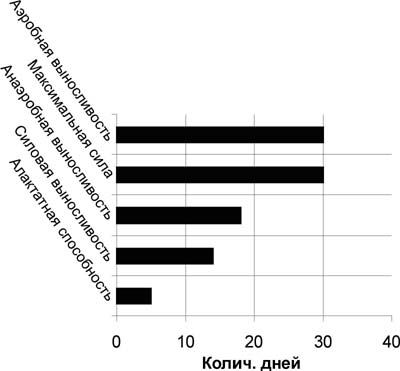 Аэробная выносливость
Максимальная сила
Анаэробная выносливость
Силовая выносливость
Алактатная способность
0 10 20 30 40
Колич. дней